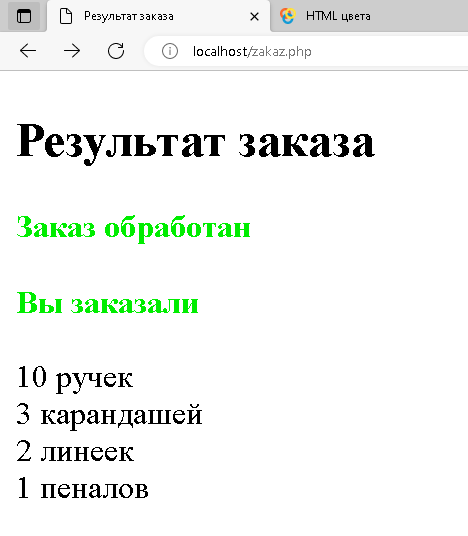 Результат заказа
HTML цвета
localhost/zakaz.php
Результат заказа
Заказ обработан
Вы заказали
10 ручек
3 карандашей
2 линеек
1 пеналов